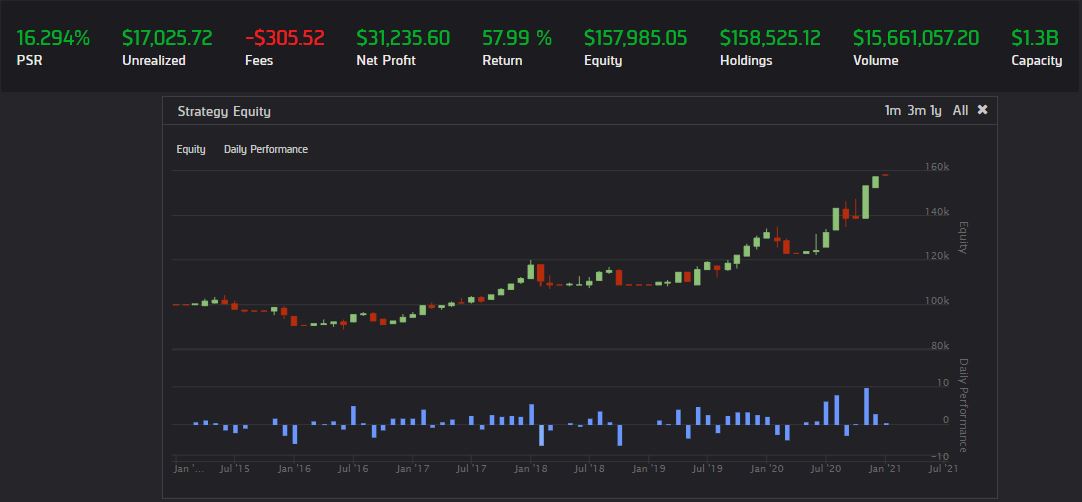 16.294% $17,025.72 -$305.52 $31,235.60 57.99 % $157,985.05 $158,525.12 $15,661,057.20 $1.3B
PSR Unrealized Fees Net Profit Return Equity Holdings Volume Capacity
Strategy Equity 1m 3m 1y All ✖
Equity Daily Performance
160k
140k
Equity
120k
100k
80k
Daily Performance
10
0
-10
Jan '... Jul '15 Jan '16 Jul '16 Jan '17 Jul '17 Jan '18 Jul '18 Jan '19 Jul '19 Jan '20 Jul '20 Jan '21 Jul '21